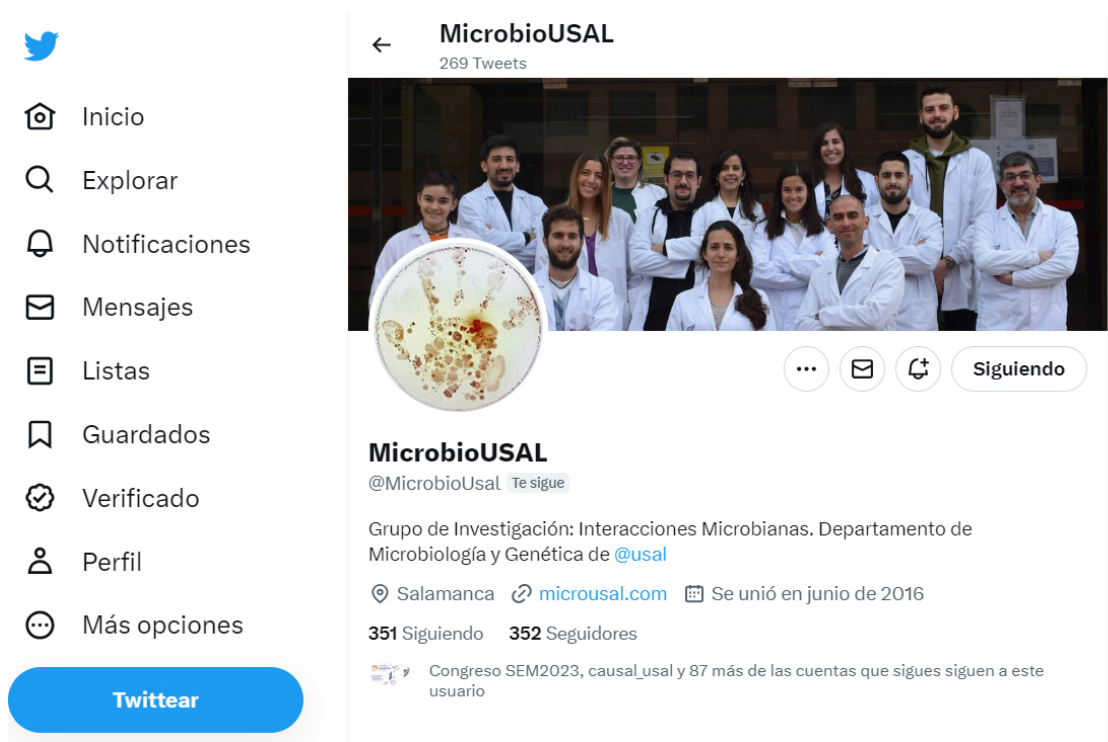 Inicio
Explorar
Notificaciones
Mensajes
Listas
Guardados
Verificado
Perfil
Más opciones
Twittear
MicrobioUSAL
269 Tweets
Siguiendo
MicrobioUSAL
@MicrobioUsal Te sigue
Grupo de Investigación: Interacciones Microbianas. Departamento de
Microbiología y Genética de @usal
Salamanca microusal.com Se unió en junio de 2016
351 Siguiendo 352 Seguidores
Congreso SEM2023, causal_usal y 87 más de las cuentas que sigues siguen a este
usuario